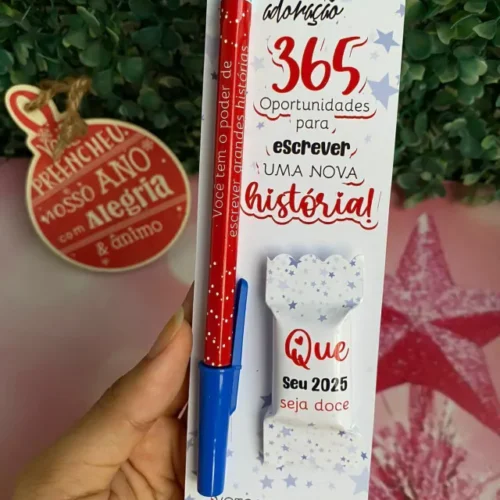 adoração
365
Oportunidades
para
escrever
UMA NOVA
história!
Você tem o poder de
escrever grandes histórias
Que
seu 2025
seja doce
PREENCHEU
nosso ANO
com Alegria
& ânimo